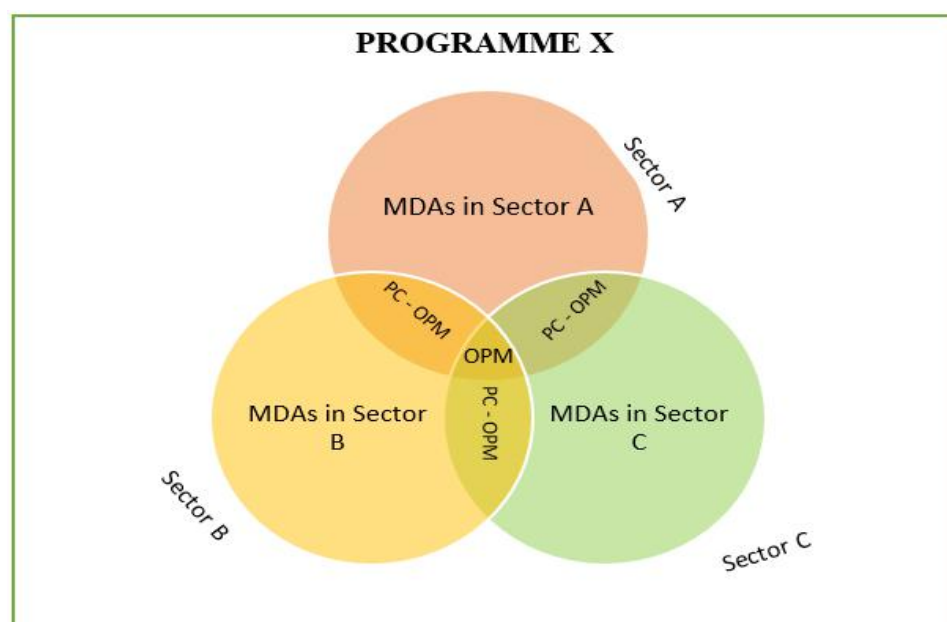 PROGRAMME X
Sector A
MDAs in Sector A
PC - OPM
PC - OPM
OPM
PC - OPM
MDAs in Sector
B
MDAs in Sector
C
Sector B
Sector C